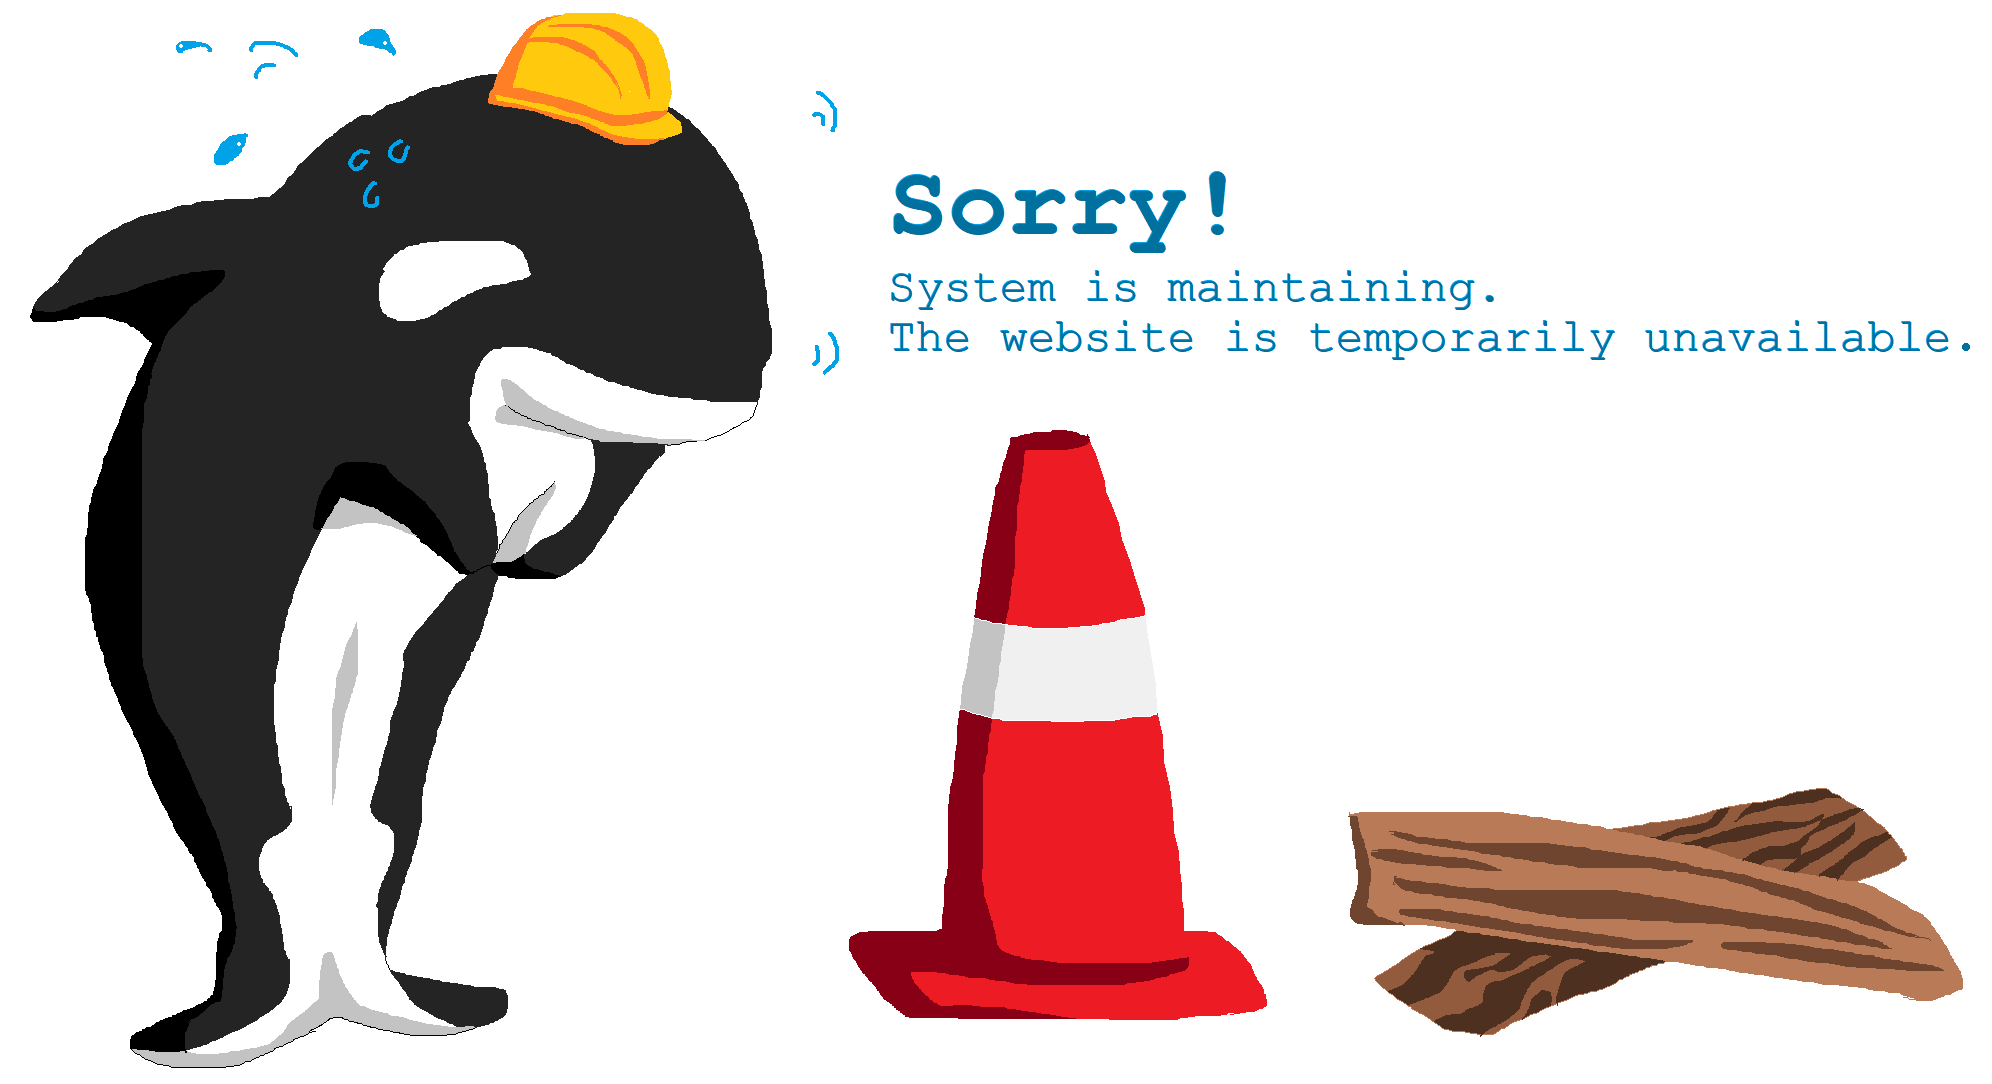 Sorry!
System is maintaining.
The website is temporarily unavailable.